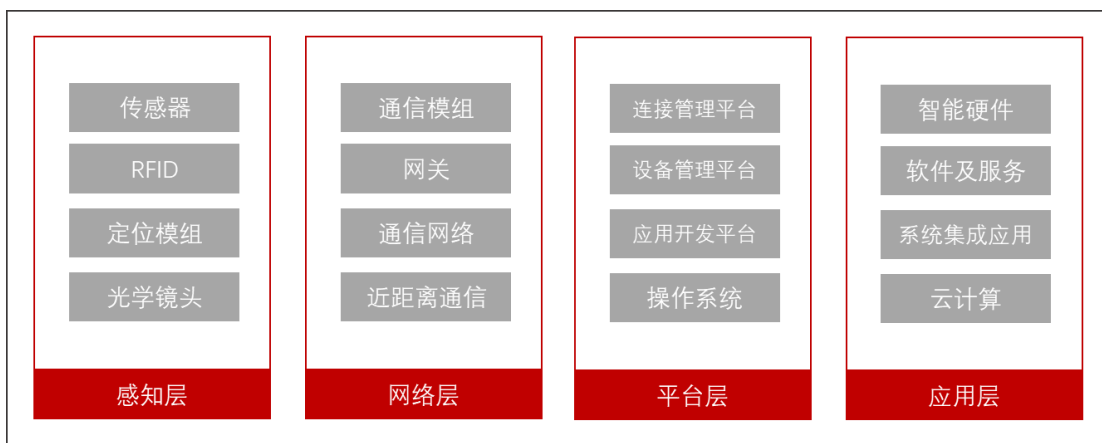 传感器
RFID
定位模组
光学镜头
感知层
通信模组
网关
通信网络
近距离通信
网络层
连接管理平台
设备管理平台
应用开发平台
操作系统
平台层
智能硬件
软件及服务
系统集成应用
云计算
应用层